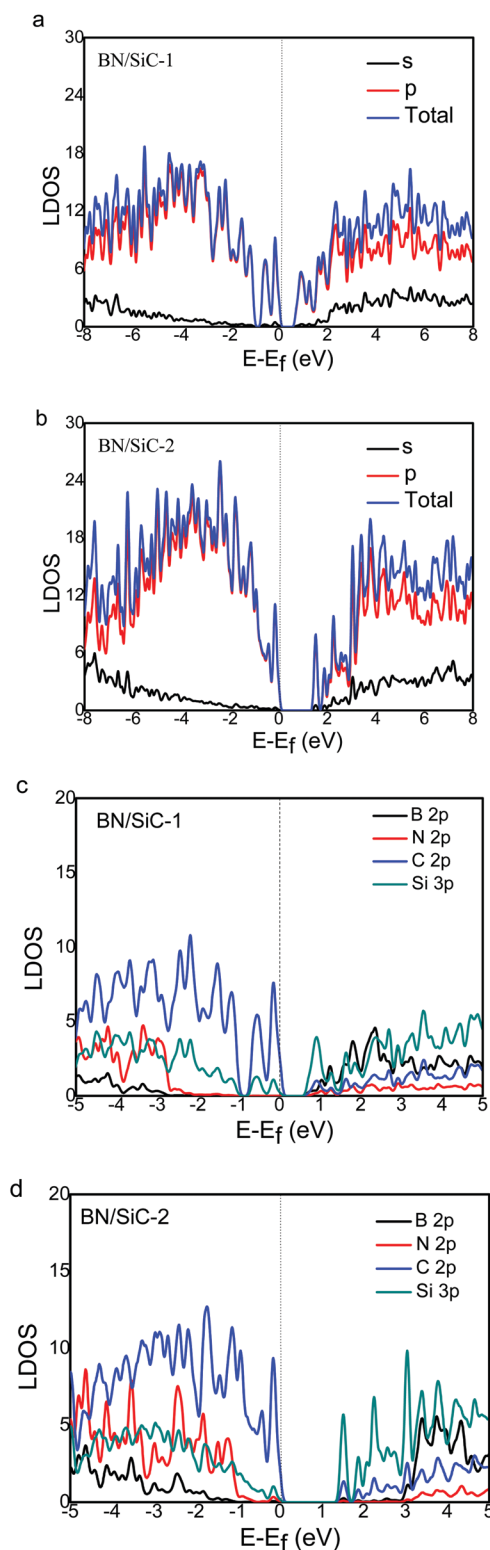 a
BN/SiC-1
s
p
Total
LDOS
30
24
18
12
6
0
-8 -6 -4 -2 0 2 4 6 8
E-Ef (eV)
b
BN/SiC-2
s
p
Total
LDOS
30
24
18
12
6
0
-8 -6 -4 -2 0 2 4 6 8
E-Ef (eV)
c
BN/SiC-1
B 2p
N 2p
C 2p
Si 3p
LDOS
20
15
10
5
0
-5 -4 -3 -2 -1 0 1 2 3 4 5
E-Ef (eV)
d
BN/SiC-2
B 2p
N 2p
C 2p
Si 3p
LDOS
20
15
10
5
0
-5 -4 -3 -2 -1 0 1 2 3 4 5
E-Ef (eV)